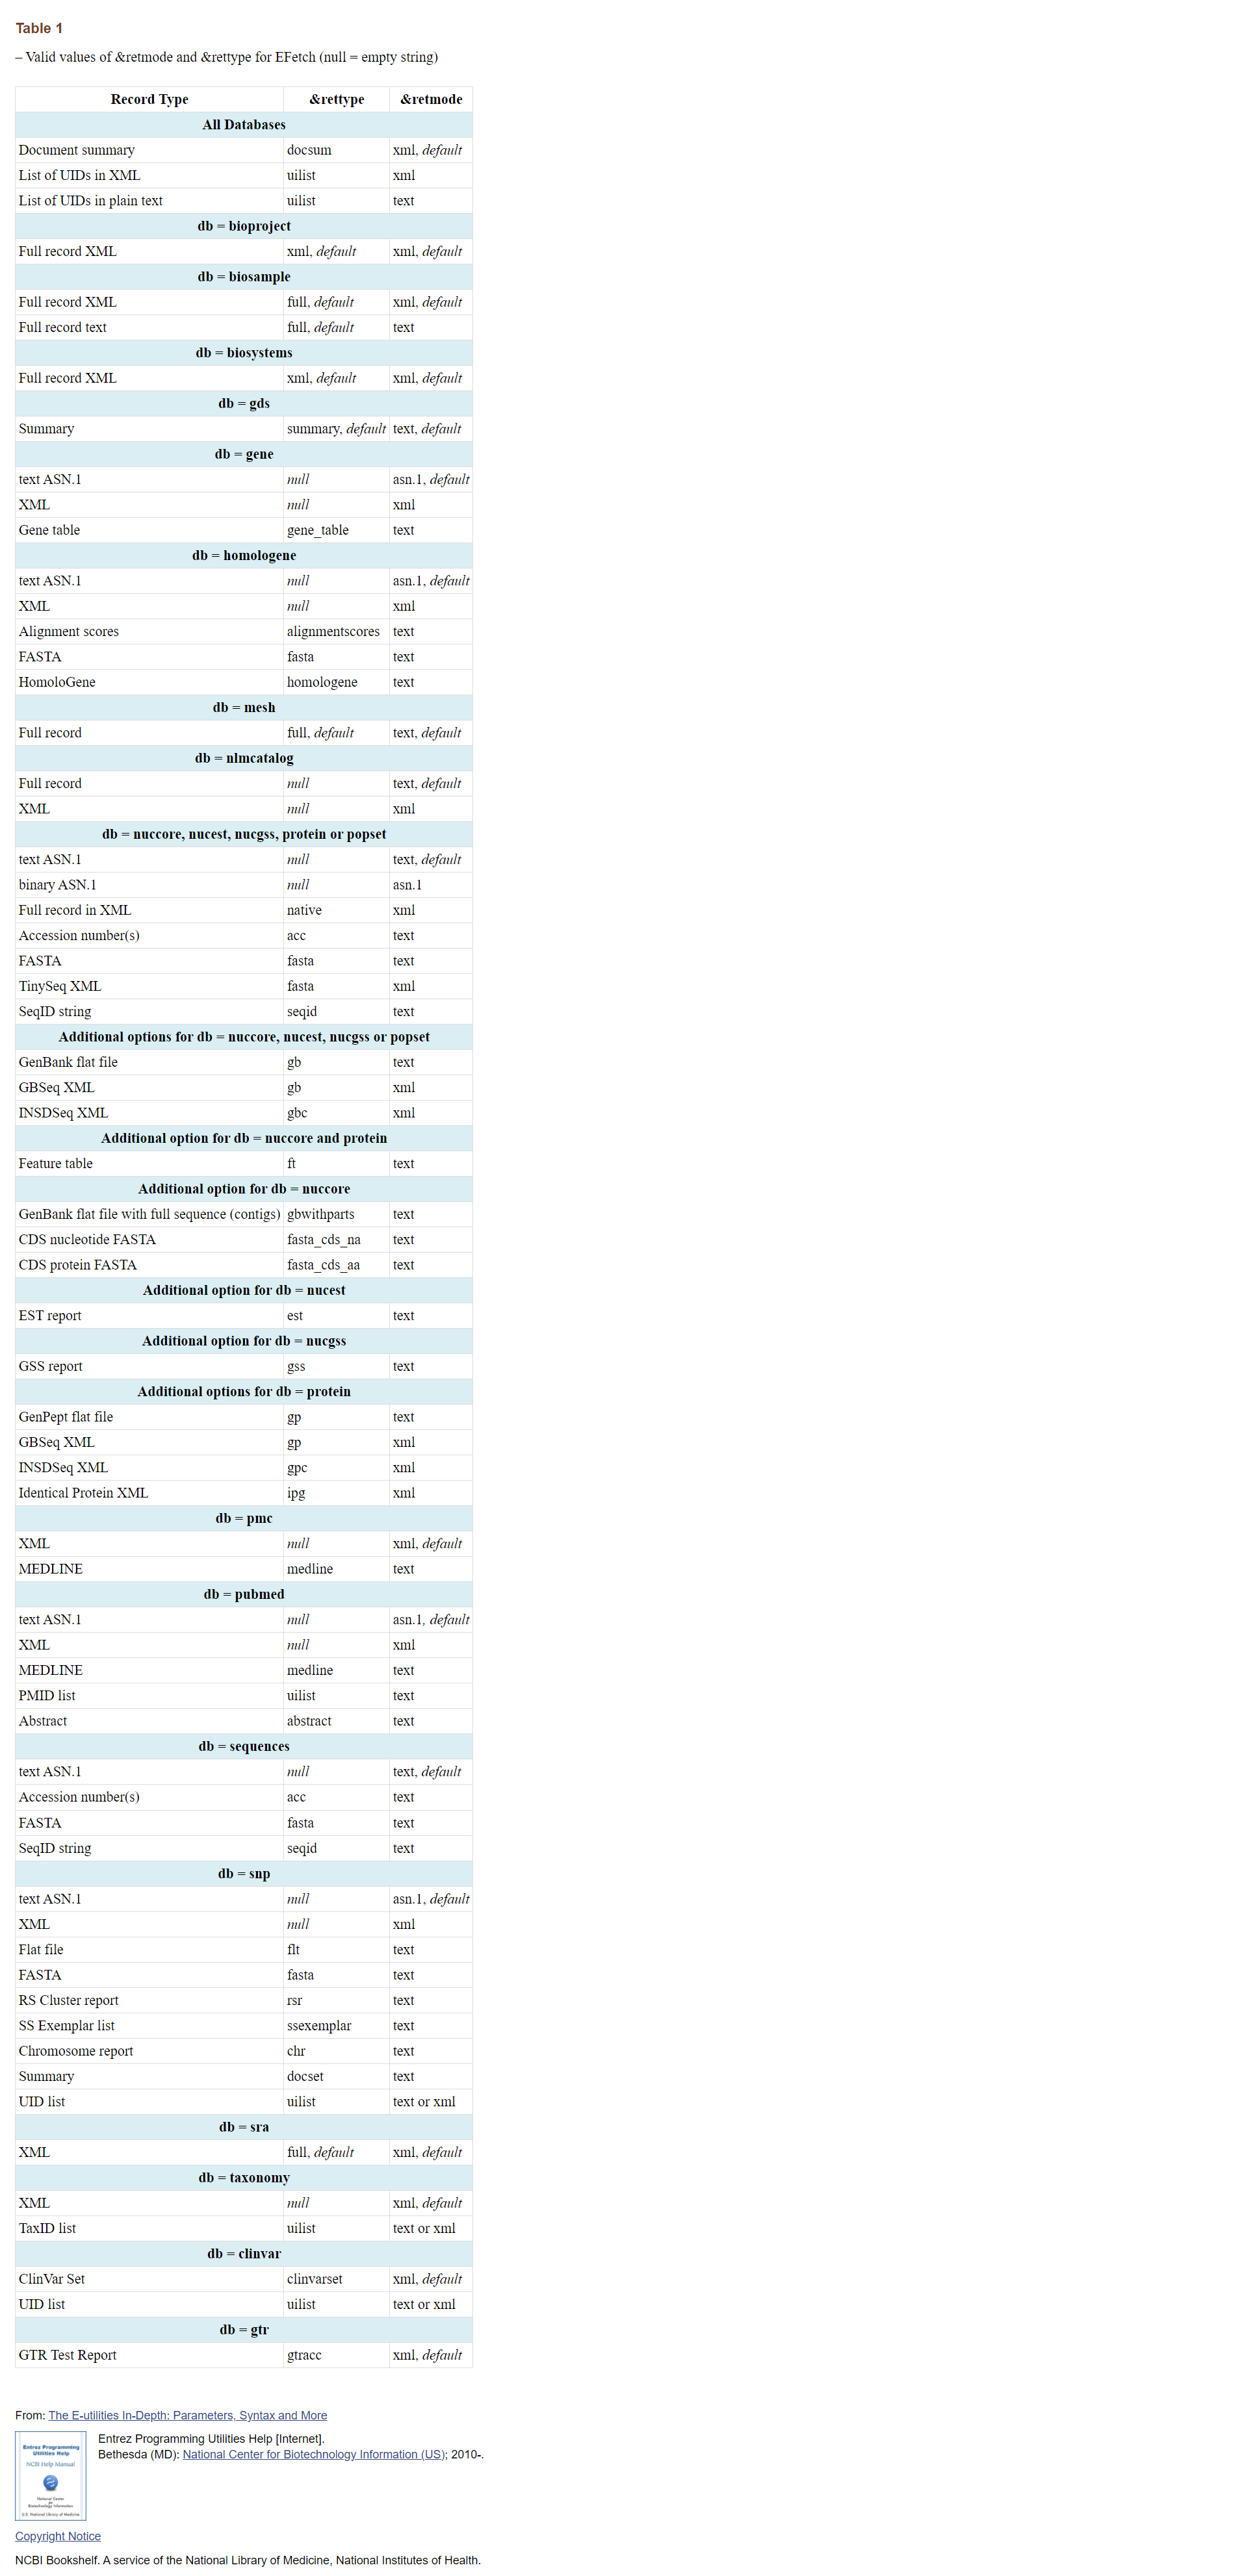 Table 1
– Valid values of &retmode and &rettype for EFetch (null = empty string)
Record Type &rettype &retmode
All Databases
Document summary docsum xml, default
List of UIDs in XML uilist xml
List of UIDs in plain text uilist text
db = bioproject
Full record XML xml, default xml, default
db = biosample
Full record XML full, default xml, default
Full record text full, default text
db = biosystems
Full record XML xml, default xml, default
db = gds
Summary summary, default text, default
db = gene
text ASN.1 null asn.1, default
XML null xml
Gene table gene_table text
db = homologene
text ASN.1 null asn.1, default
XML null xml
Alignment scores alignmentscores text
FASTA fasta text
HomoloGene homologene text
db = mesh
Full record full, default text, default
db = nlmcatalog
Full record null text, default
XML null xml
db = nuccore, nucest, nucgss, protein or popset
text ASN.1 null text, default
binary ASN.1 null asn.1
Full record in XML native xml
Accession number(s) acc text
FASTA fasta text
TinySeq XML fasta xml
SeqID string seqid text
Additional options for db = nuccore, nucest, nucgss or popset
GenBank flat file gb text
GBSeq XML gb xml
INSDSeq XML gbc xml
Additional option for db = nuccore and protein
Feature table ft text
Additional option for db = nuccore
GenBank flat file with full sequence (contigs) gbwithparts text
CDS nucleotide FASTA fasta_cds_na text
CDS protein FASTA fasta_cds_aa text
Additional option for db = nucest
EST report est text
Additional option for db = nucgss
GSS report gss text
Additional options for db = protein
GenPept flat file gp text
GBSeq XML gp xml
INSDSeq XML gpc xml
Identical Protein XML ipg xml
db = pmc
XML null xml, default
MEDLINE medline text
db = pubmed
text ASN.1 null asn.1, default
XML null xml
MEDLINE medline text
PMID list uilist text
Abstract abstract text
db = sequences
text ASN.1 null text, default
Accession number(s) acc text
FASTA fasta text
SeqID string seqid text
db = snp
text ASN.1 null asn.1, default
XML null xml
Flat file flt text
FASTA fasta text
RS Cluster report rsr text
SS Exemplar list ssexemplar text
Chromosome report chr text
Summary docset text
UID list uilist text or xml
db = sra
XML full, default xml, default
db = taxonomy
XML null xml, default
TaxID list uilist text or xml
db = clinvar
ClinVar Set clinvarset xml, default
UID list uilist text or xml
db = gtr
GTR Test Report gtracc xml, default
From: The E-utilities In-Depth: Parameters, Syntax and More
Entrez Programming Utilities Help [Internet].
Bethesda (MD): National Center for Biotechnology Information (US); 2010-.
Entrez Programming
Utilities Help
NCBI Help Manual
National Center
for
Biotechnology Information
U.S. National Library of Medicine
Copyright Notice
NCBI Bookshelf. A service of the National Library of Medicine, National Institutes of Health.